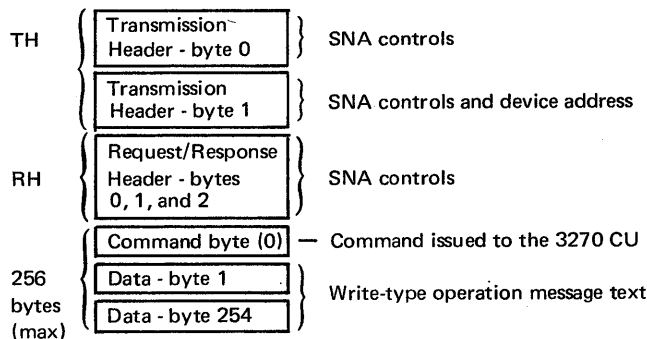 TH
Transmission
Header - byte 0
SNA controls
Transmission
Header - byte 1
SNA controls and device address
RH
Request/Response
Header - bytes
0, 1, and 2
SNA controls
Command byte (0) — Command issued to the 3270 CU
256
bytes
(max)
Data - byte 1
Data - byte 254
Write-type operation message text